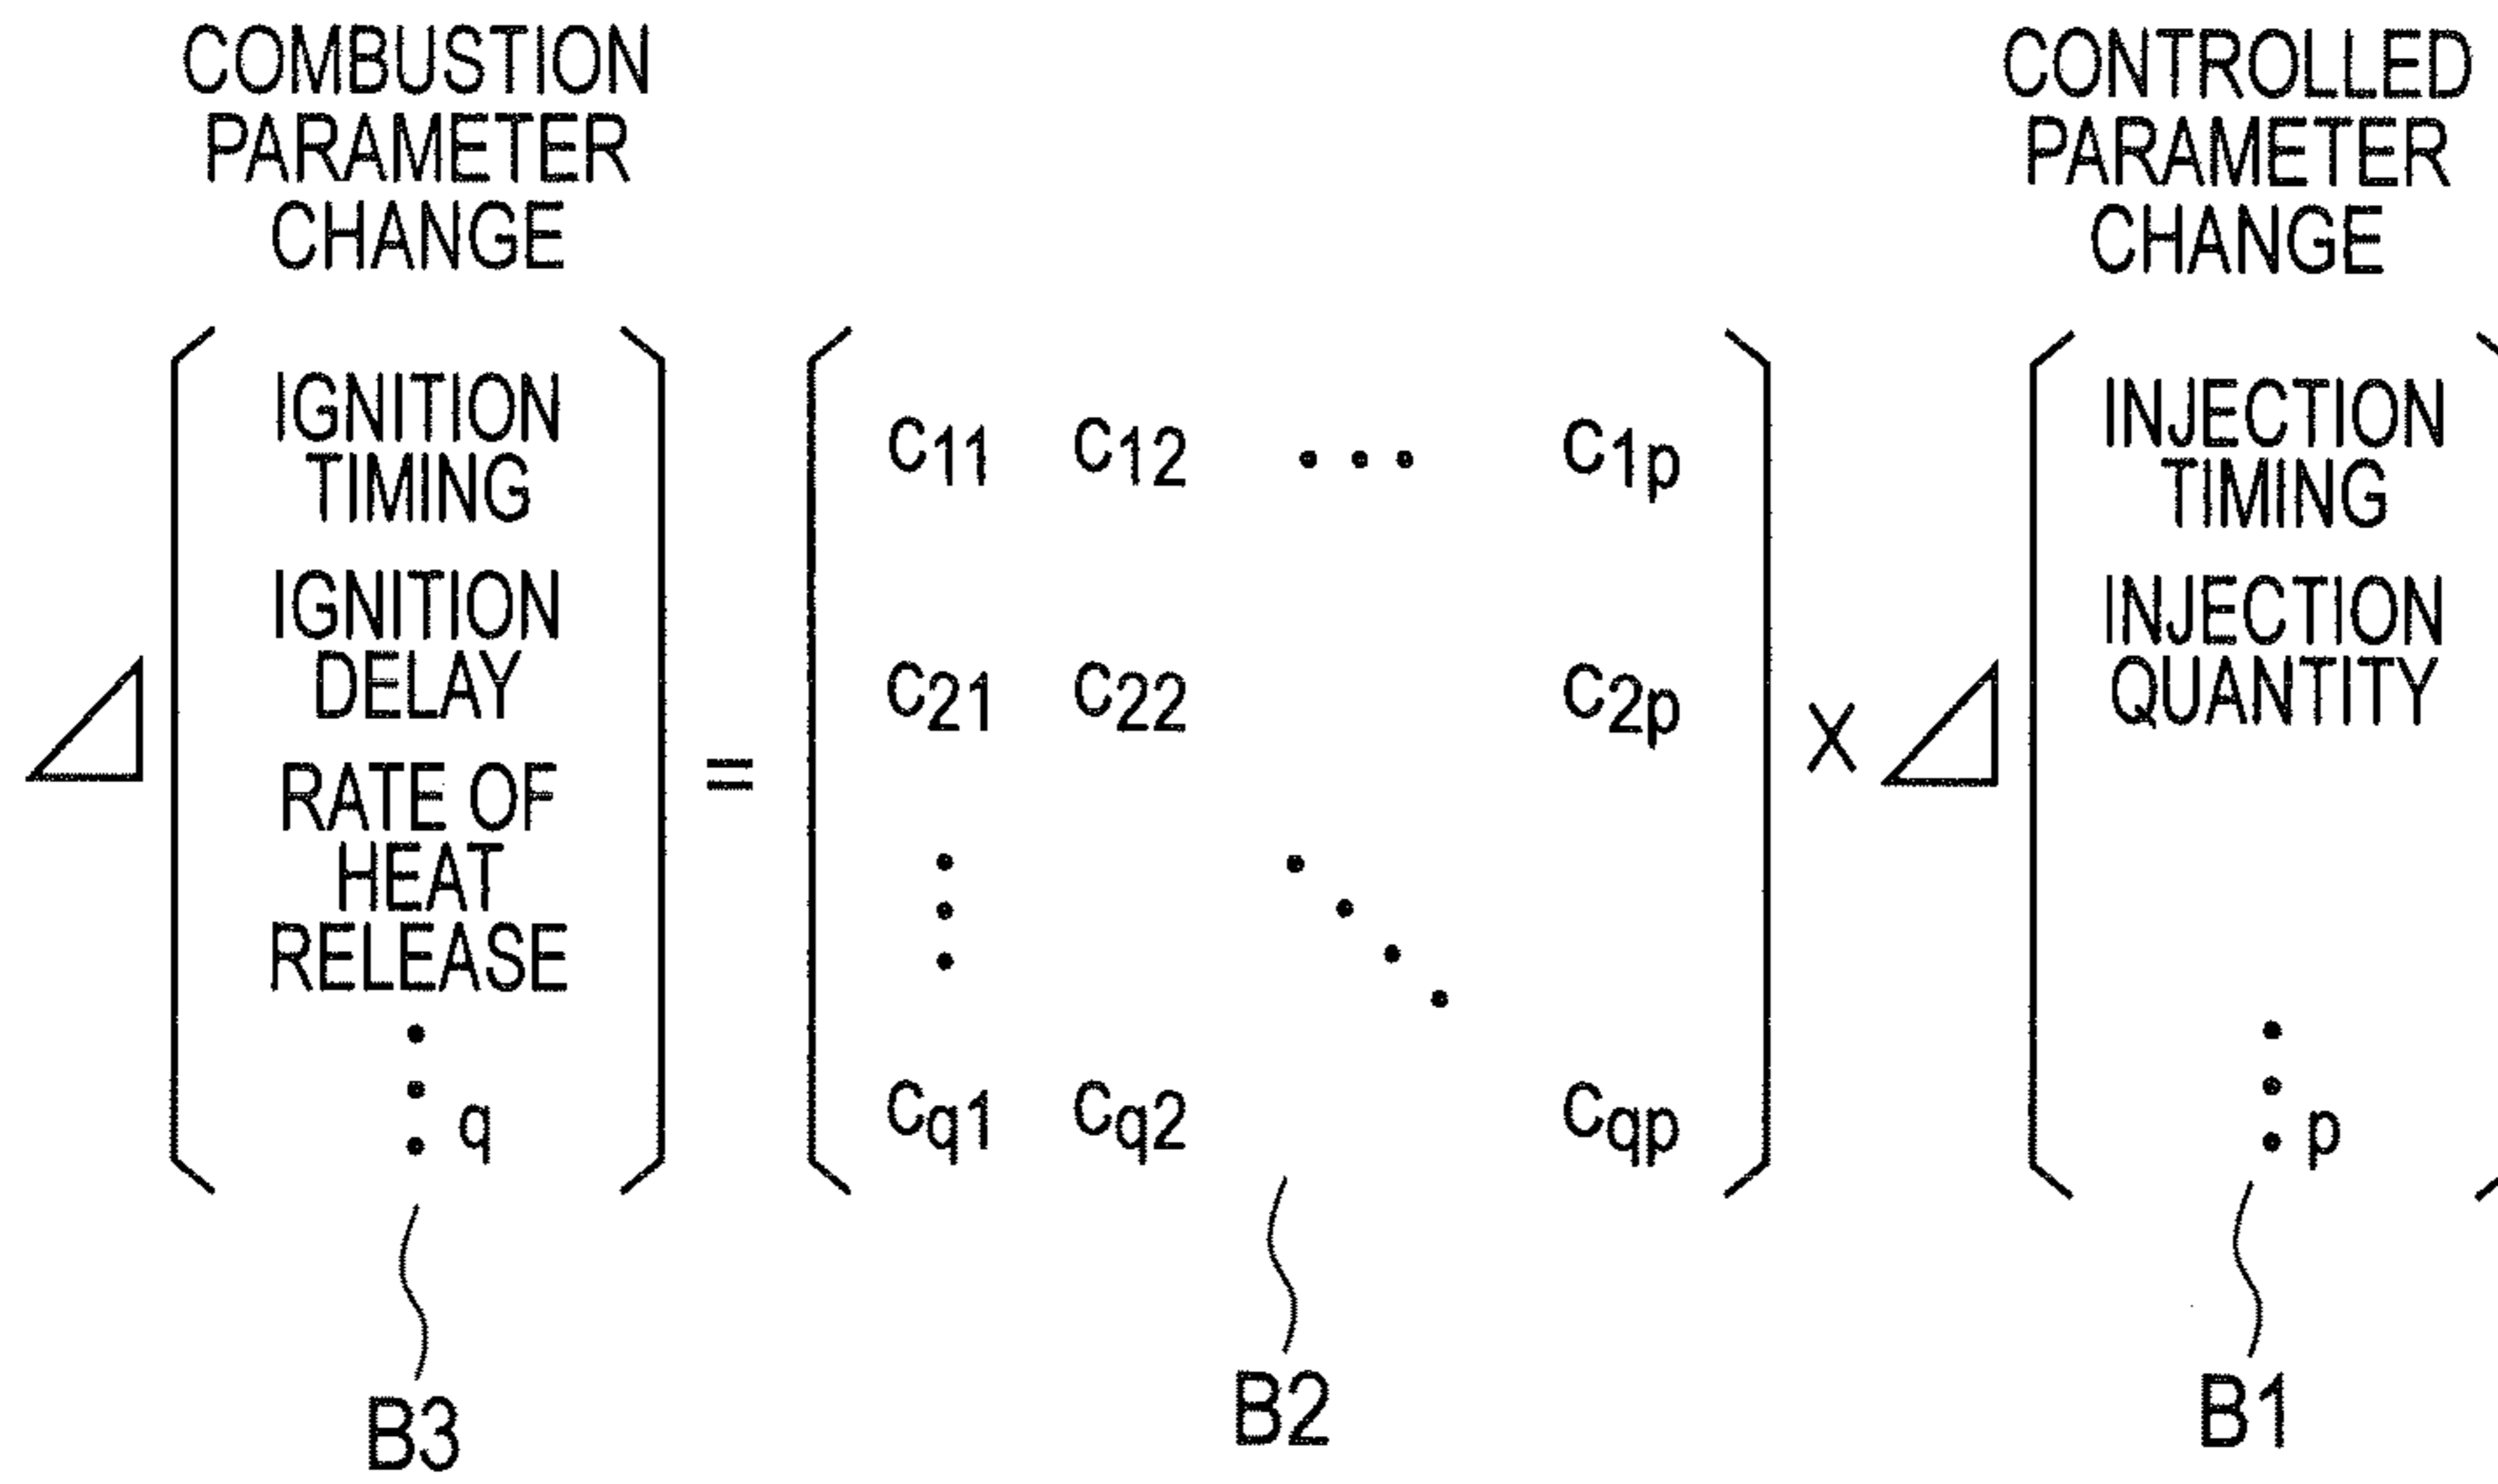 COMBUSTION
PARAMETER
CHANGE
CONTROLLED
PARAMETER
CHANGE
IGNITION
TIMING
IGNITION
DELAY
RATE OF
HEAT
RELEASE
q
=
C11 C12 ... C1p
C21 C22 C2p
Cq1 Cq2 Cqp
X
INJECTION
TIMING
INJECTION
QUANTITY
p
B3
B2
B1